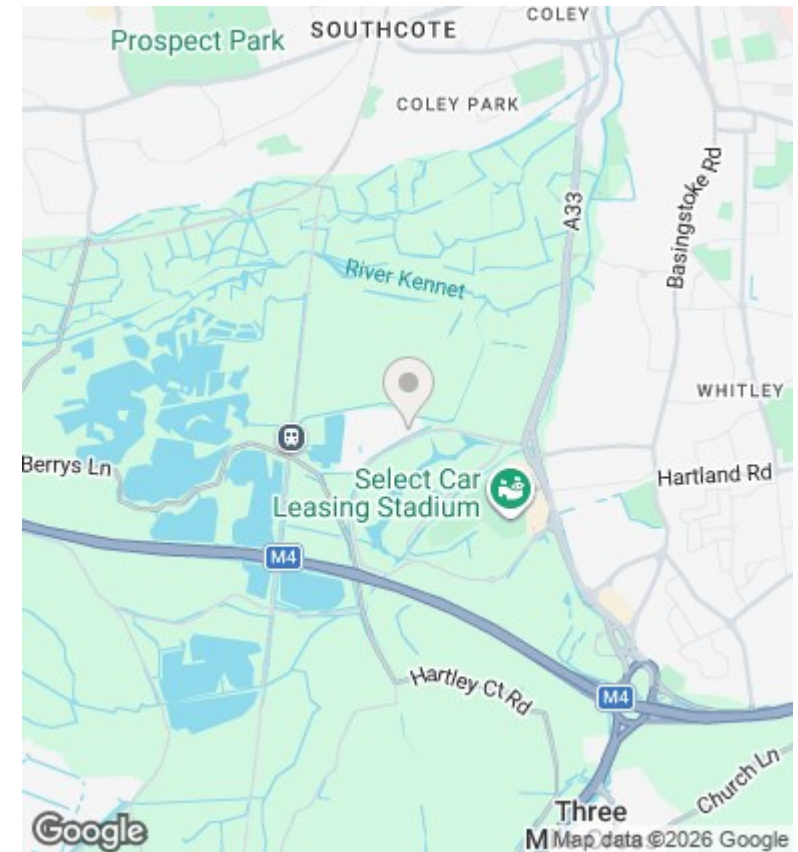 COLEY
SOUTHCOTE
Prospect Park
COLEY PARK
A33
Basingstoke Rd
River Kennet
WHITLEY
Berrys Ln
Select Car
Leasing Stadium
Hartland Rd
M4
Hartley Ct Rd
M4
Church Ln
Three
M
Google
Map data ©2026 Google